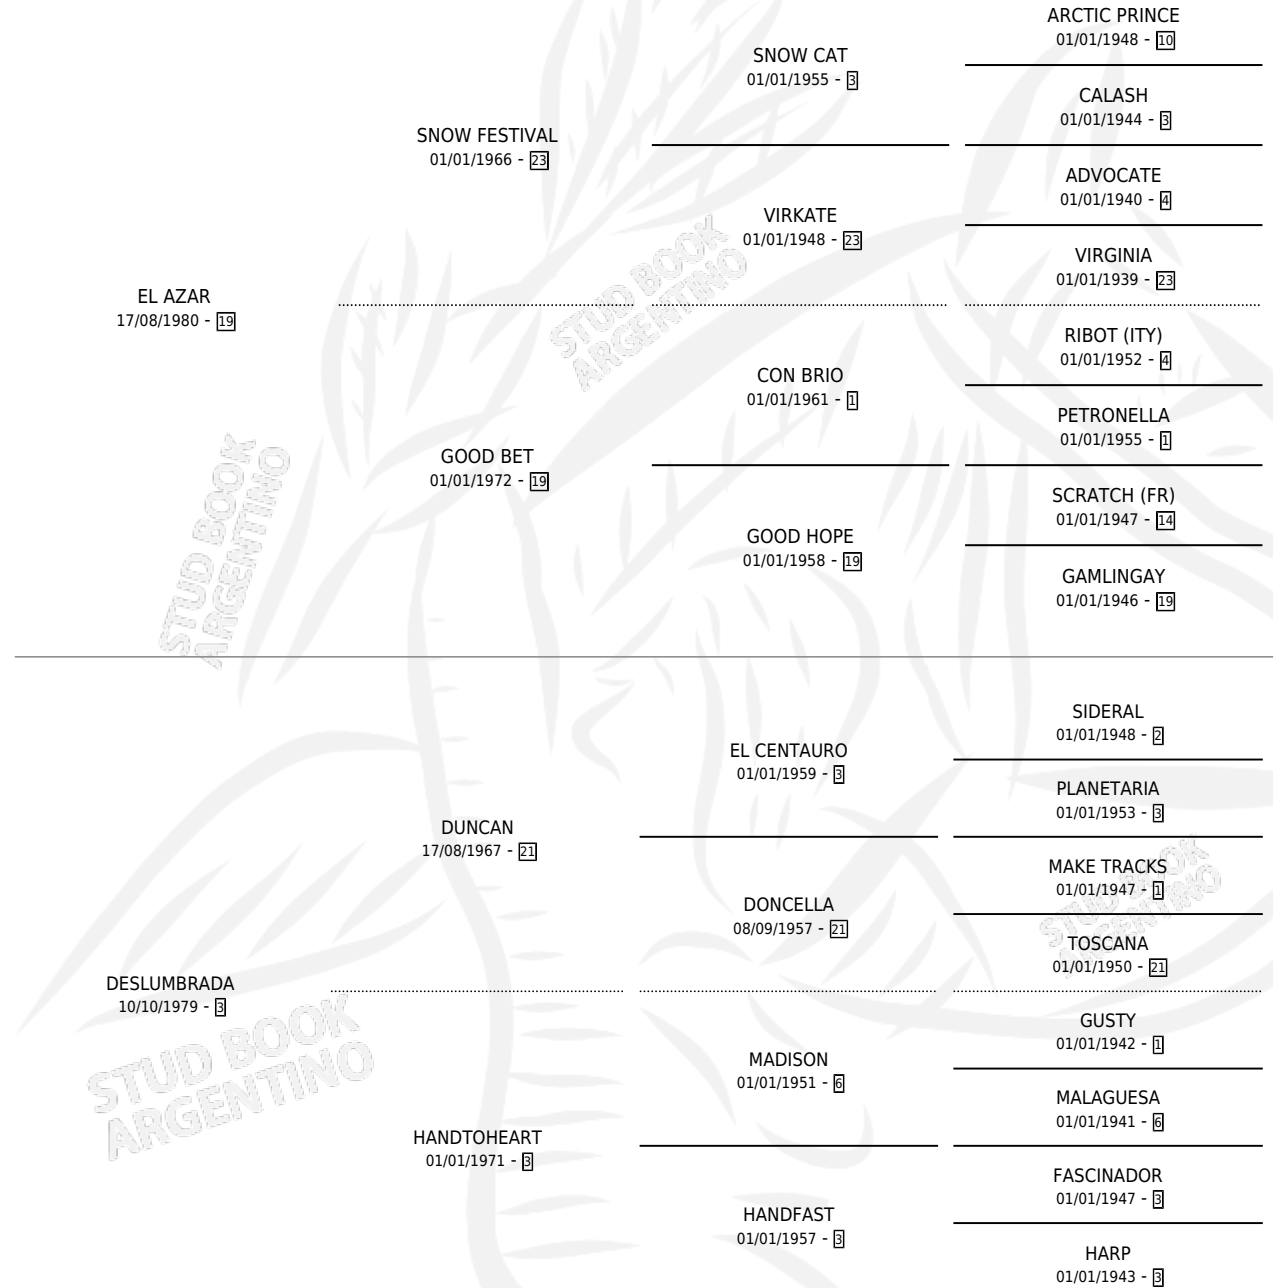 ARCTIC PRINCE
01/01/1948 - 10
SNOW CAT
01/01/1955 - 3
CALASH
01/01/1944 - 3
SNOW FESTIVAL
01/01/1966 - 23
ADVOCATE
01/01/1940 - 4
VIRKATE
01/01/1948 - 23
VIRGINIA
01/01/1939 - 23
EL AZAR
17/08/1980 - 19
RIBOT (ITY)
01/01/1952 - 4
CON BRIO
01/01/1961 - 1
PETRONELLA
01/01/1955 - 1
GOOD BET
01/01/1972 - 19
SCRATCH (FR)
01/01/1947 - 14
GOOD HOPE
01/01/1958 - 19
GAMLINGAY
01/01/1946 - 19
STUD BOOK
ARGENTINO
STUD BOOK
ARGENTINO
SIDERAL
01/01/1948 - 2
EL CENTAURO
01/01/1959 - 3
PLANETARIA
01/01/1953 - 3
DUNCAN
17/08/1967 - 21
MAKE TRACKS
01/01/1947 - 1
DONCELLA
08/09/1957 - 21
TOSCANA
01/01/1950 - 21
DESLUMBRADA
10/10/1979 - 3
GUSTY
01/01/1942 - 1
MADISON
01/01/1951 - 6
MALAGUESA
01/01/1941 - 6
HANDTOHEART
01/01/1971 - 3
FASCINADOR
01/01/1947 - 3
HANDFAST
01/01/1957 - 3
HARP
01/01/1943 - 3
STUD BOOK
ARGENTINO
STUD BOOK
ARGENTINO